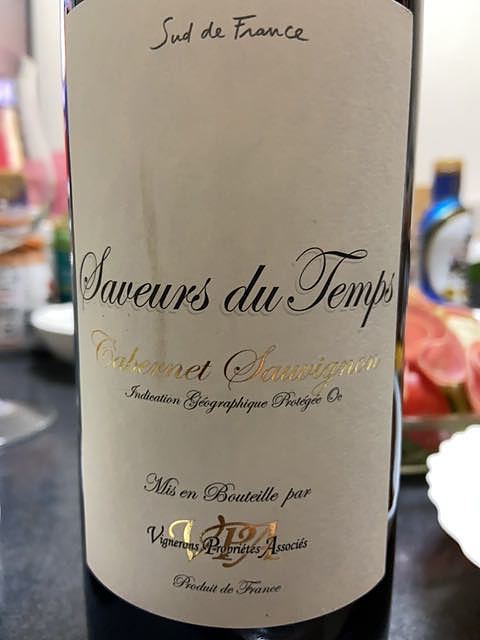 Sud de France
Saveurs du Temps
Cabernet Sauvignon
Indication Géographique Protégée Oc
Mis en Bouteille par
VPA
Vignerons Propriétés Associés
Produit de France